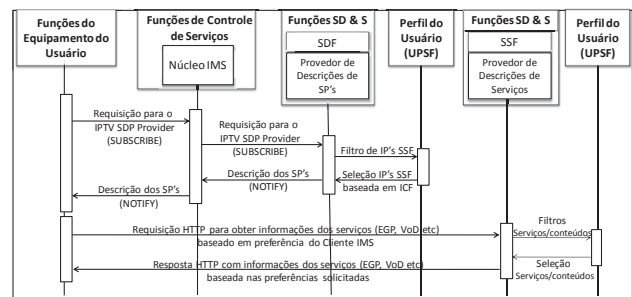 Funções do
Equipamento do
Usuário
Funções de Controle
de Serviços
Núcleo IMS
Funções SD & S
SDF
Provedor de
Descrições de
SP's
Perfil do
Usuário
(UPSF)
Funções SD & S
SSF
Provedor de
Descrições de
Serviços
Perfil do
Usuário
(UPSF)
Requisição para o
IPTV SDP Provider
(SUBSCRIBE)
Requisição para o
IPTV SDP Provider
(SUBSCRIBE)
Filtro de IP's SSF
Seleção IP's SSF
baseada em ICF
Descrição dos SP's
(NOTIFY)
Descrição dos SP's
(NOTIFY)
Requisição HTTP para obter informações dos serviços (EGP, VoD etc)
baseado em preferência do Cliente IMS
Filtros
Serviços/conteúdos
Seleção
Serviços/conteúdos
Resposta HTTP com informações dos serviços (EGP, VoD etc)
baseada nas preferências solicitadas